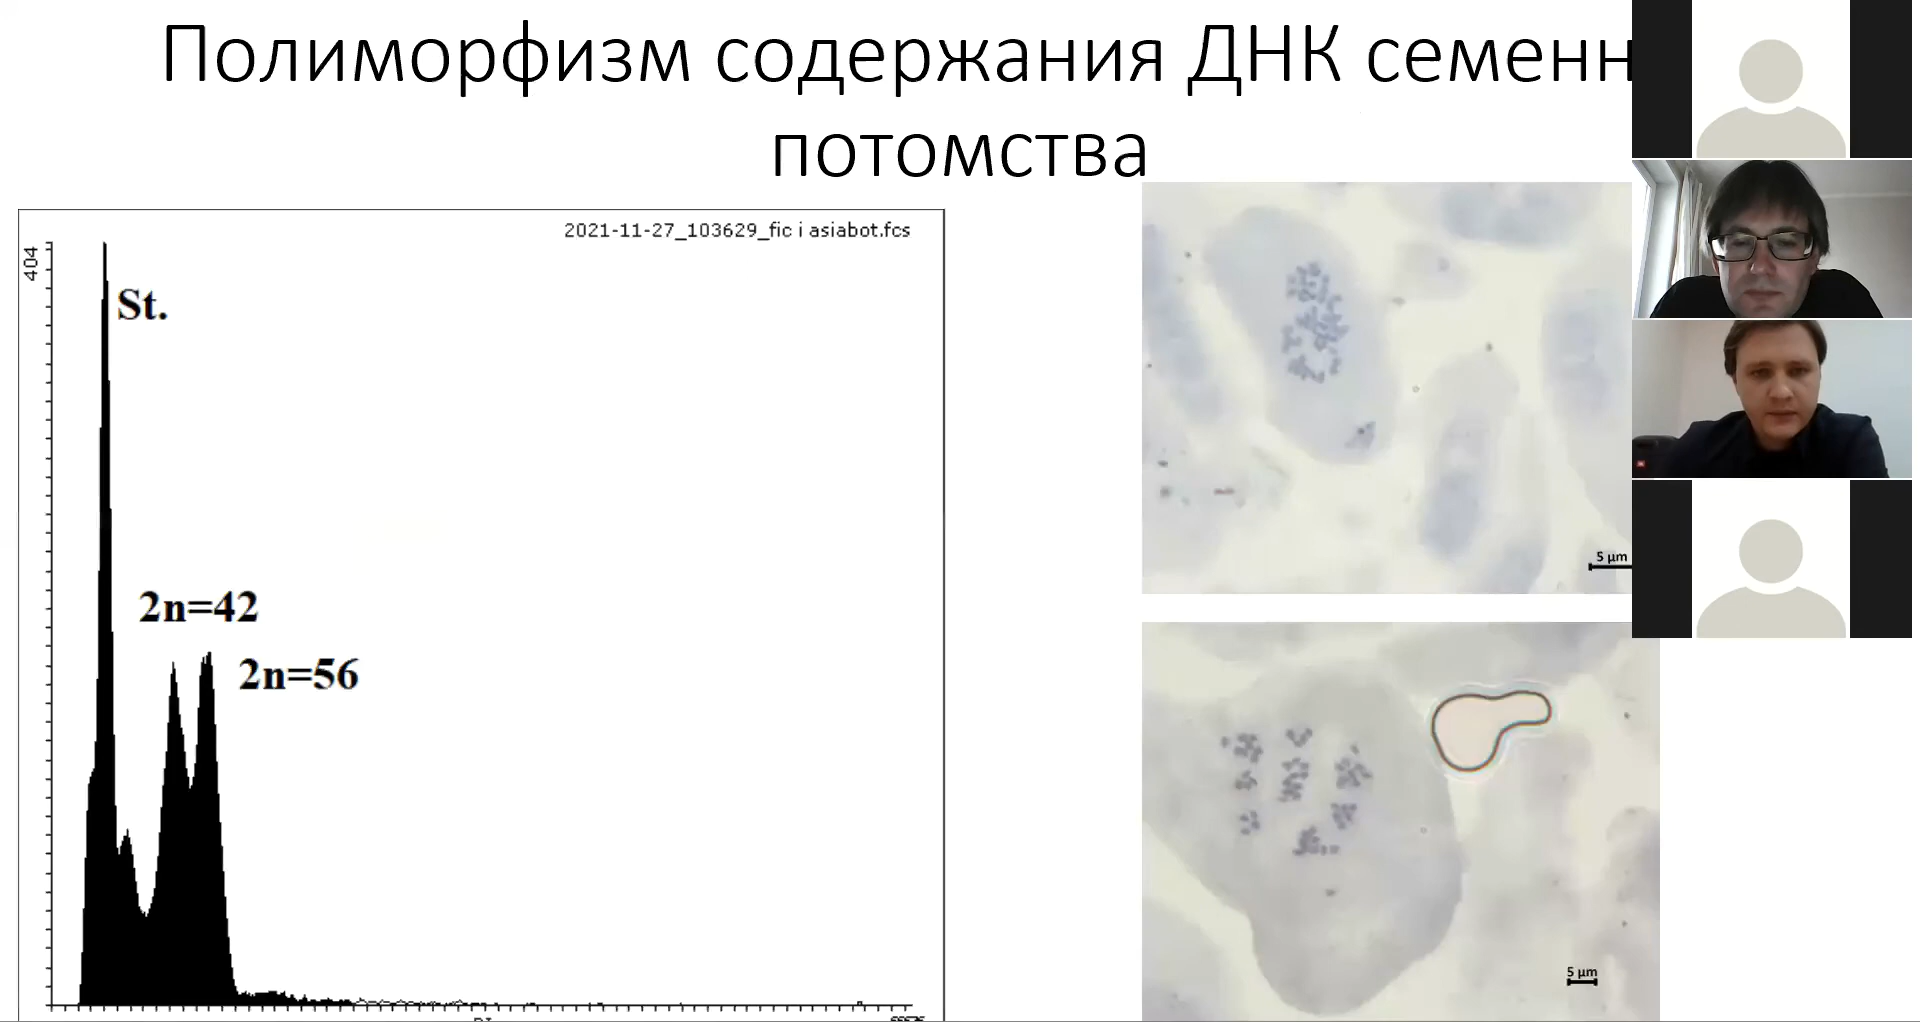 Полиморфизм содержания ДНК семенн
потомства
2021-11-27_103629_fic i asiabot.fcs
404
St.
2n=42
2n=56
5 μm
5 μm